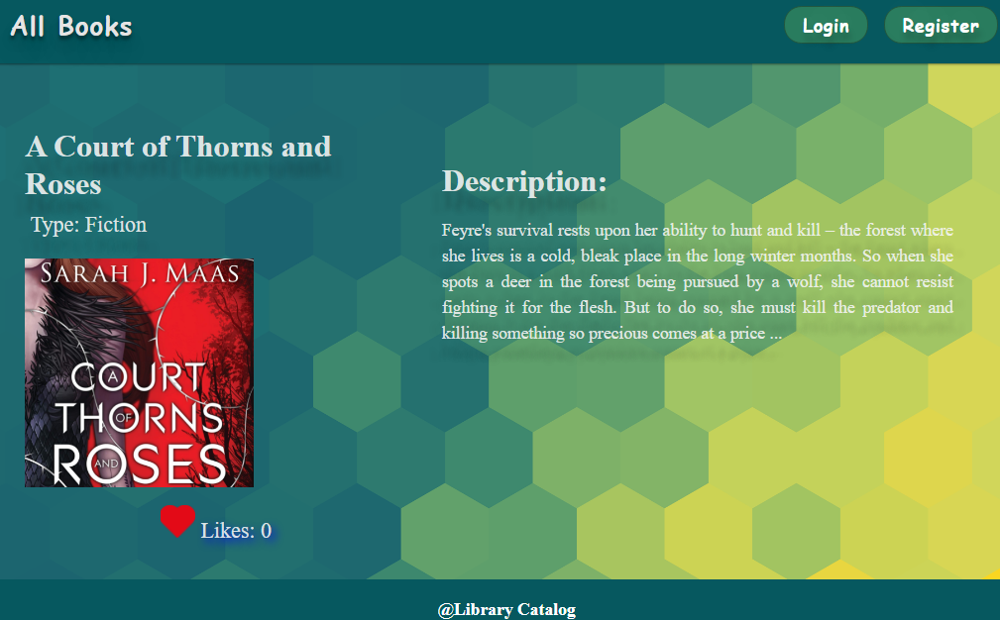 All Books
Login
Register
A Court of Thorns and
Roses
Type: Fiction
SARAH J. MAAS
A
COURT
OF
THORNS
AND
ROSES
Likes: 0
Description:
Feyre's survival rests upon her ability to hunt and kill – the forest where
she lives is a cold, bleak place in the long winter months. So when she
spots a deer in the forest being pursued by a wolf, she cannot resist
fighting it for the flesh. But to do so, she must kill the predator and
killing something so precious comes at a price ...
@Library Catalog